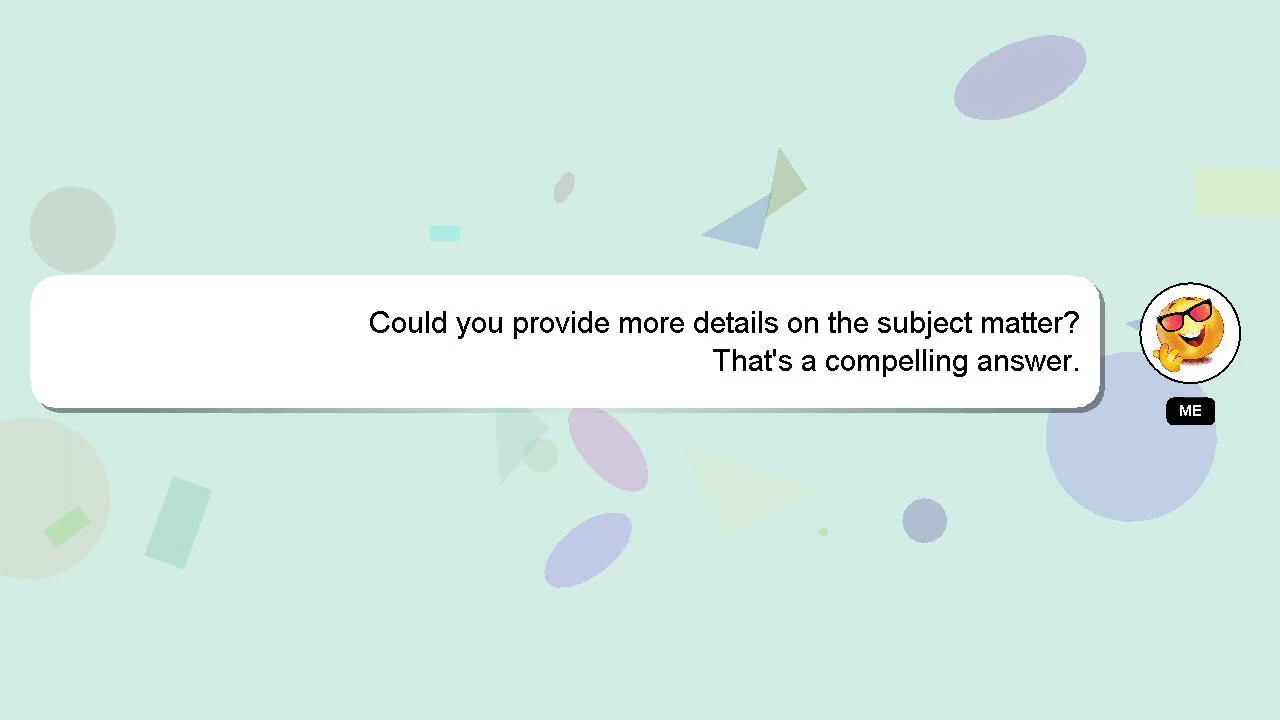 Could you provide more details on the subject matter?
That's a compelling answer.
ME